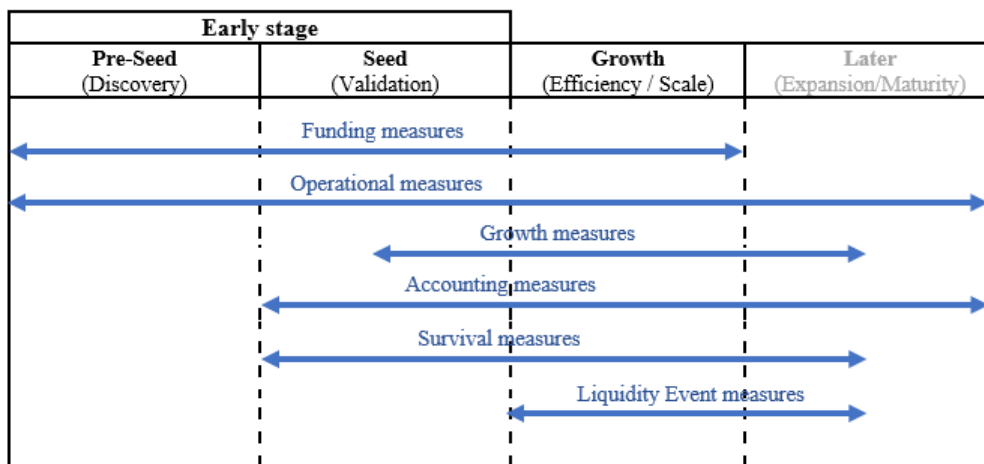 Early stage
Pre-Seed Seed Growth Later
(Discovery) (Validation) (Efficiency / Scale) (Expansion/Maturity)
Funding measures
Operational measures
Growth measures
Accounting measures
Survival measures
Liquidity Event measures